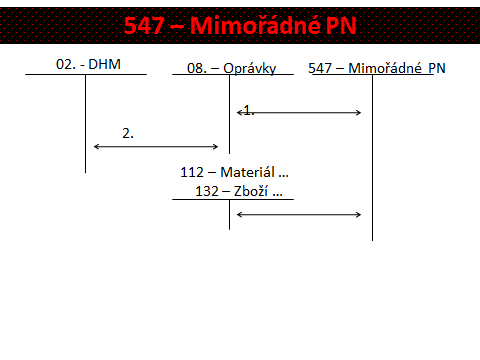 547 – Mimořádné PN
02. - DHM
08. – Oprávky
547 – Mimořádné PN
1.
2.
112 – Materiál ...
132 – Zboží ...